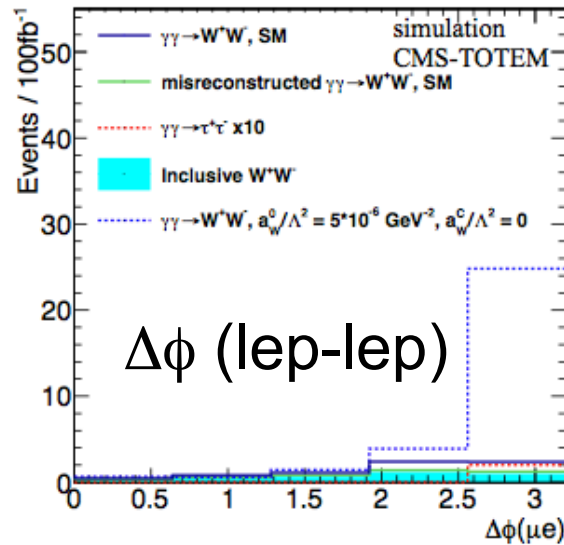 Events / 100fb⁻¹
50
40
30
20
10
0
simulation
CMS-TOTEM
γγ→W⁺W⁻, SM
misreconstructed γγ→W⁺W⁻, SM
γγ→τ⁺τ⁻ x10
Inclusive W⁺W⁻
γγ→W⁺W⁻, a⁰_W/Λ² = 5*10⁻⁶ GeV⁻², a^C_W/Λ² = 0
Δϕ (lep-lep)
0 0.5 1 1.5 2 2.5 3
Δϕ(μe)